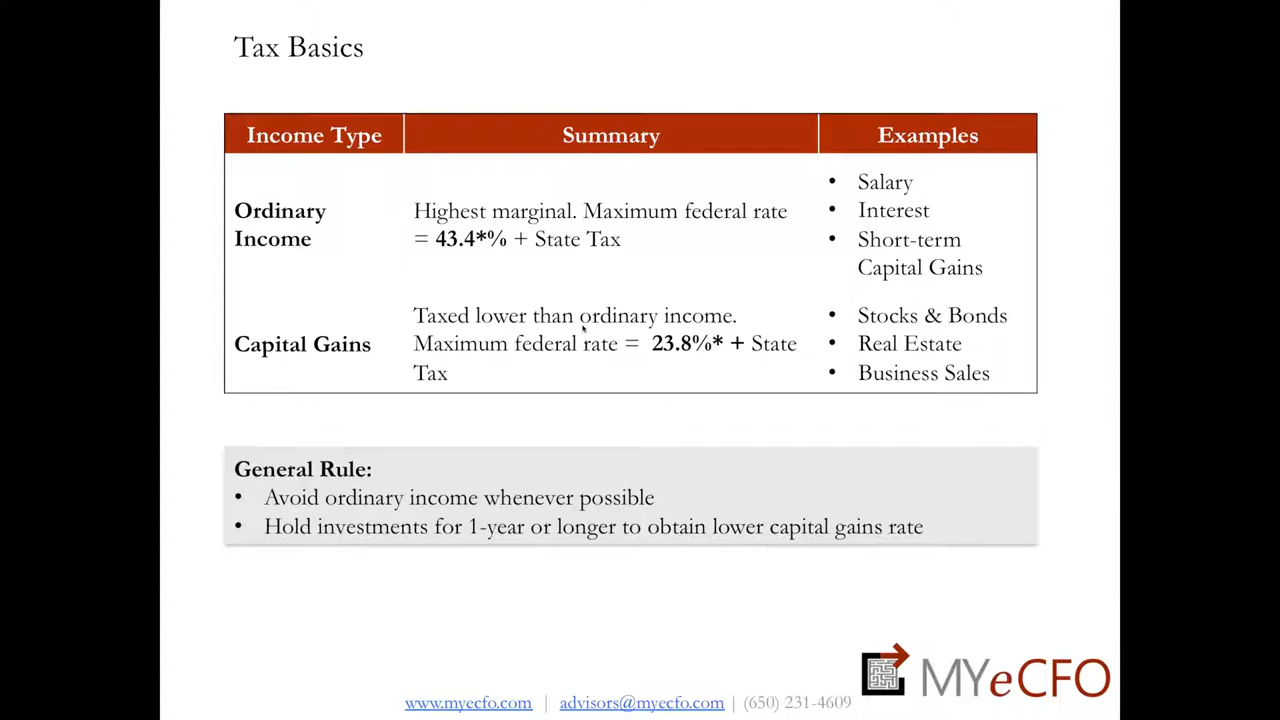 Tax Basics
Income Type
Summary
Examples
Ordinary
Income
Highest marginal. Maximum federal rate
= 43.4*% + State Tax
• Salary
• Interest
• Short-term
Capital Gains
Capital Gains
Taxed lower than ordinary income.
Maximum federal rate = 23.8%* + State
Tax
• Stocks & Bonds
• Real Estate
• Business Sales
General Rule:
• Avoid ordinary income whenever possible
• Hold investments for 1-year or longer to obtain lower capital gains rate
www.myecfo.com | advisors@myecfo.com | (650) 231-4609
MYeCFO